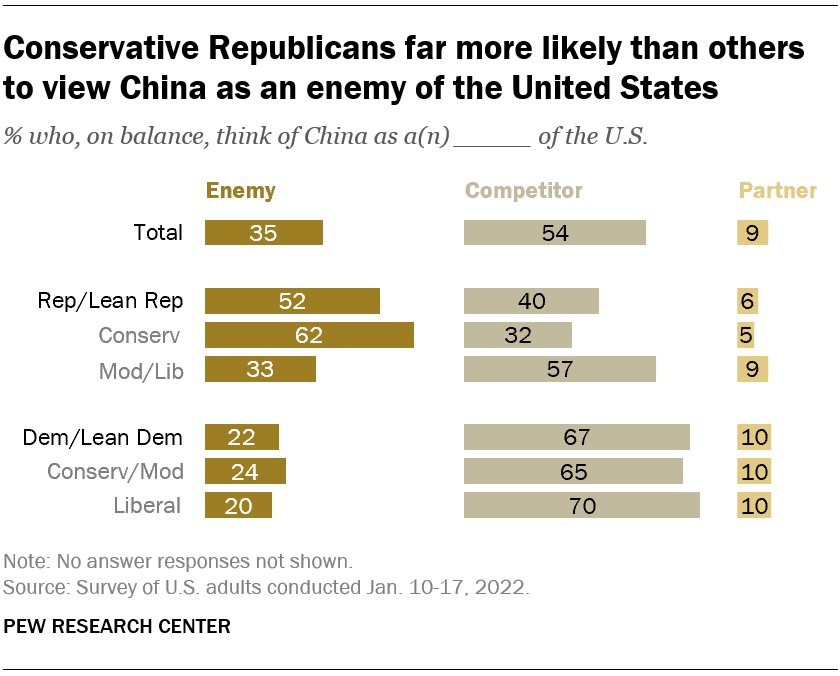 Conservative Republicans far more likely than others
to view China as an enemy of the United States
% who, on balance, think of China as a(n) ______ of the U.S.
Enemy Competitor Partner
Total 35 54 9
Rep/Lean Rep 52 40 6
Conserv 62 32 5
Mod/Lib 33 57 9
Dem/Lean Dem 22 67 10
Conserv/Mod 24 65 10
Liberal 20 70 10
Note: No answer responses not shown.
Source: Survey of U.S. adults conducted Jan. 10-17, 2022.
PEW RESEARCH CENTER